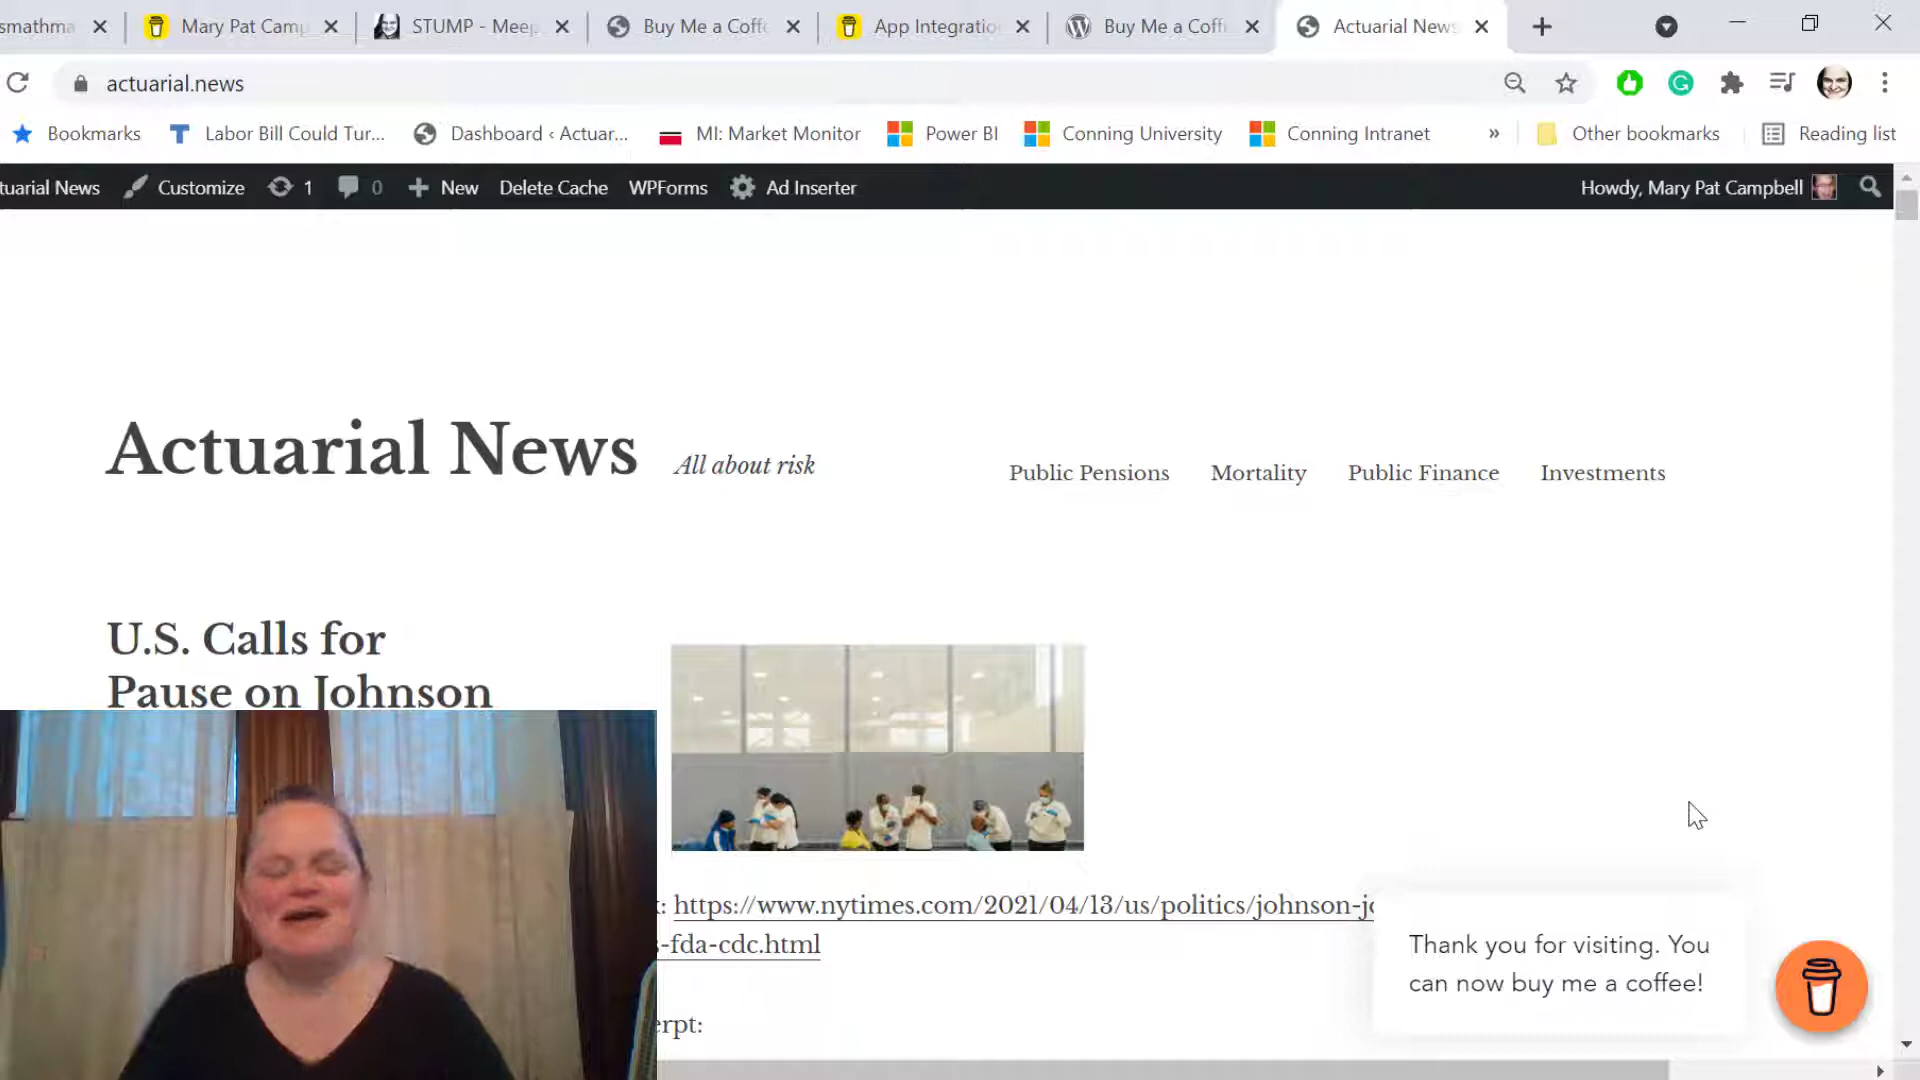 smathma
Mary Pat Camp
STUMP - Meep
Buy Me a Coff
App Integratio
Buy Me a Coff
Actuarial News
actuarial.news
Bookmarks
Labor Bill Could Tur...
Dashboard ‹ Actuar...
MI: Market Monitor
Power BI
Conning University
Conning Intranet
»
Other bookmarks
Reading list
tuarial News
Customize
1
0
New
Delete Cache
WPForms
Ad Inserter
Howdy, Mary Pat Campbell
Actuarial News
All about risk
Public Pensions
Mortality
Public Finance
Investments
U.S. Calls for
Pause on Johnson
k: https://www.nytimes.com/2021/04/13/us/politics/johnson-jo
s-fda-cdc.html
erpt:
Thank you for visiting. You
can now buy me a coffee!